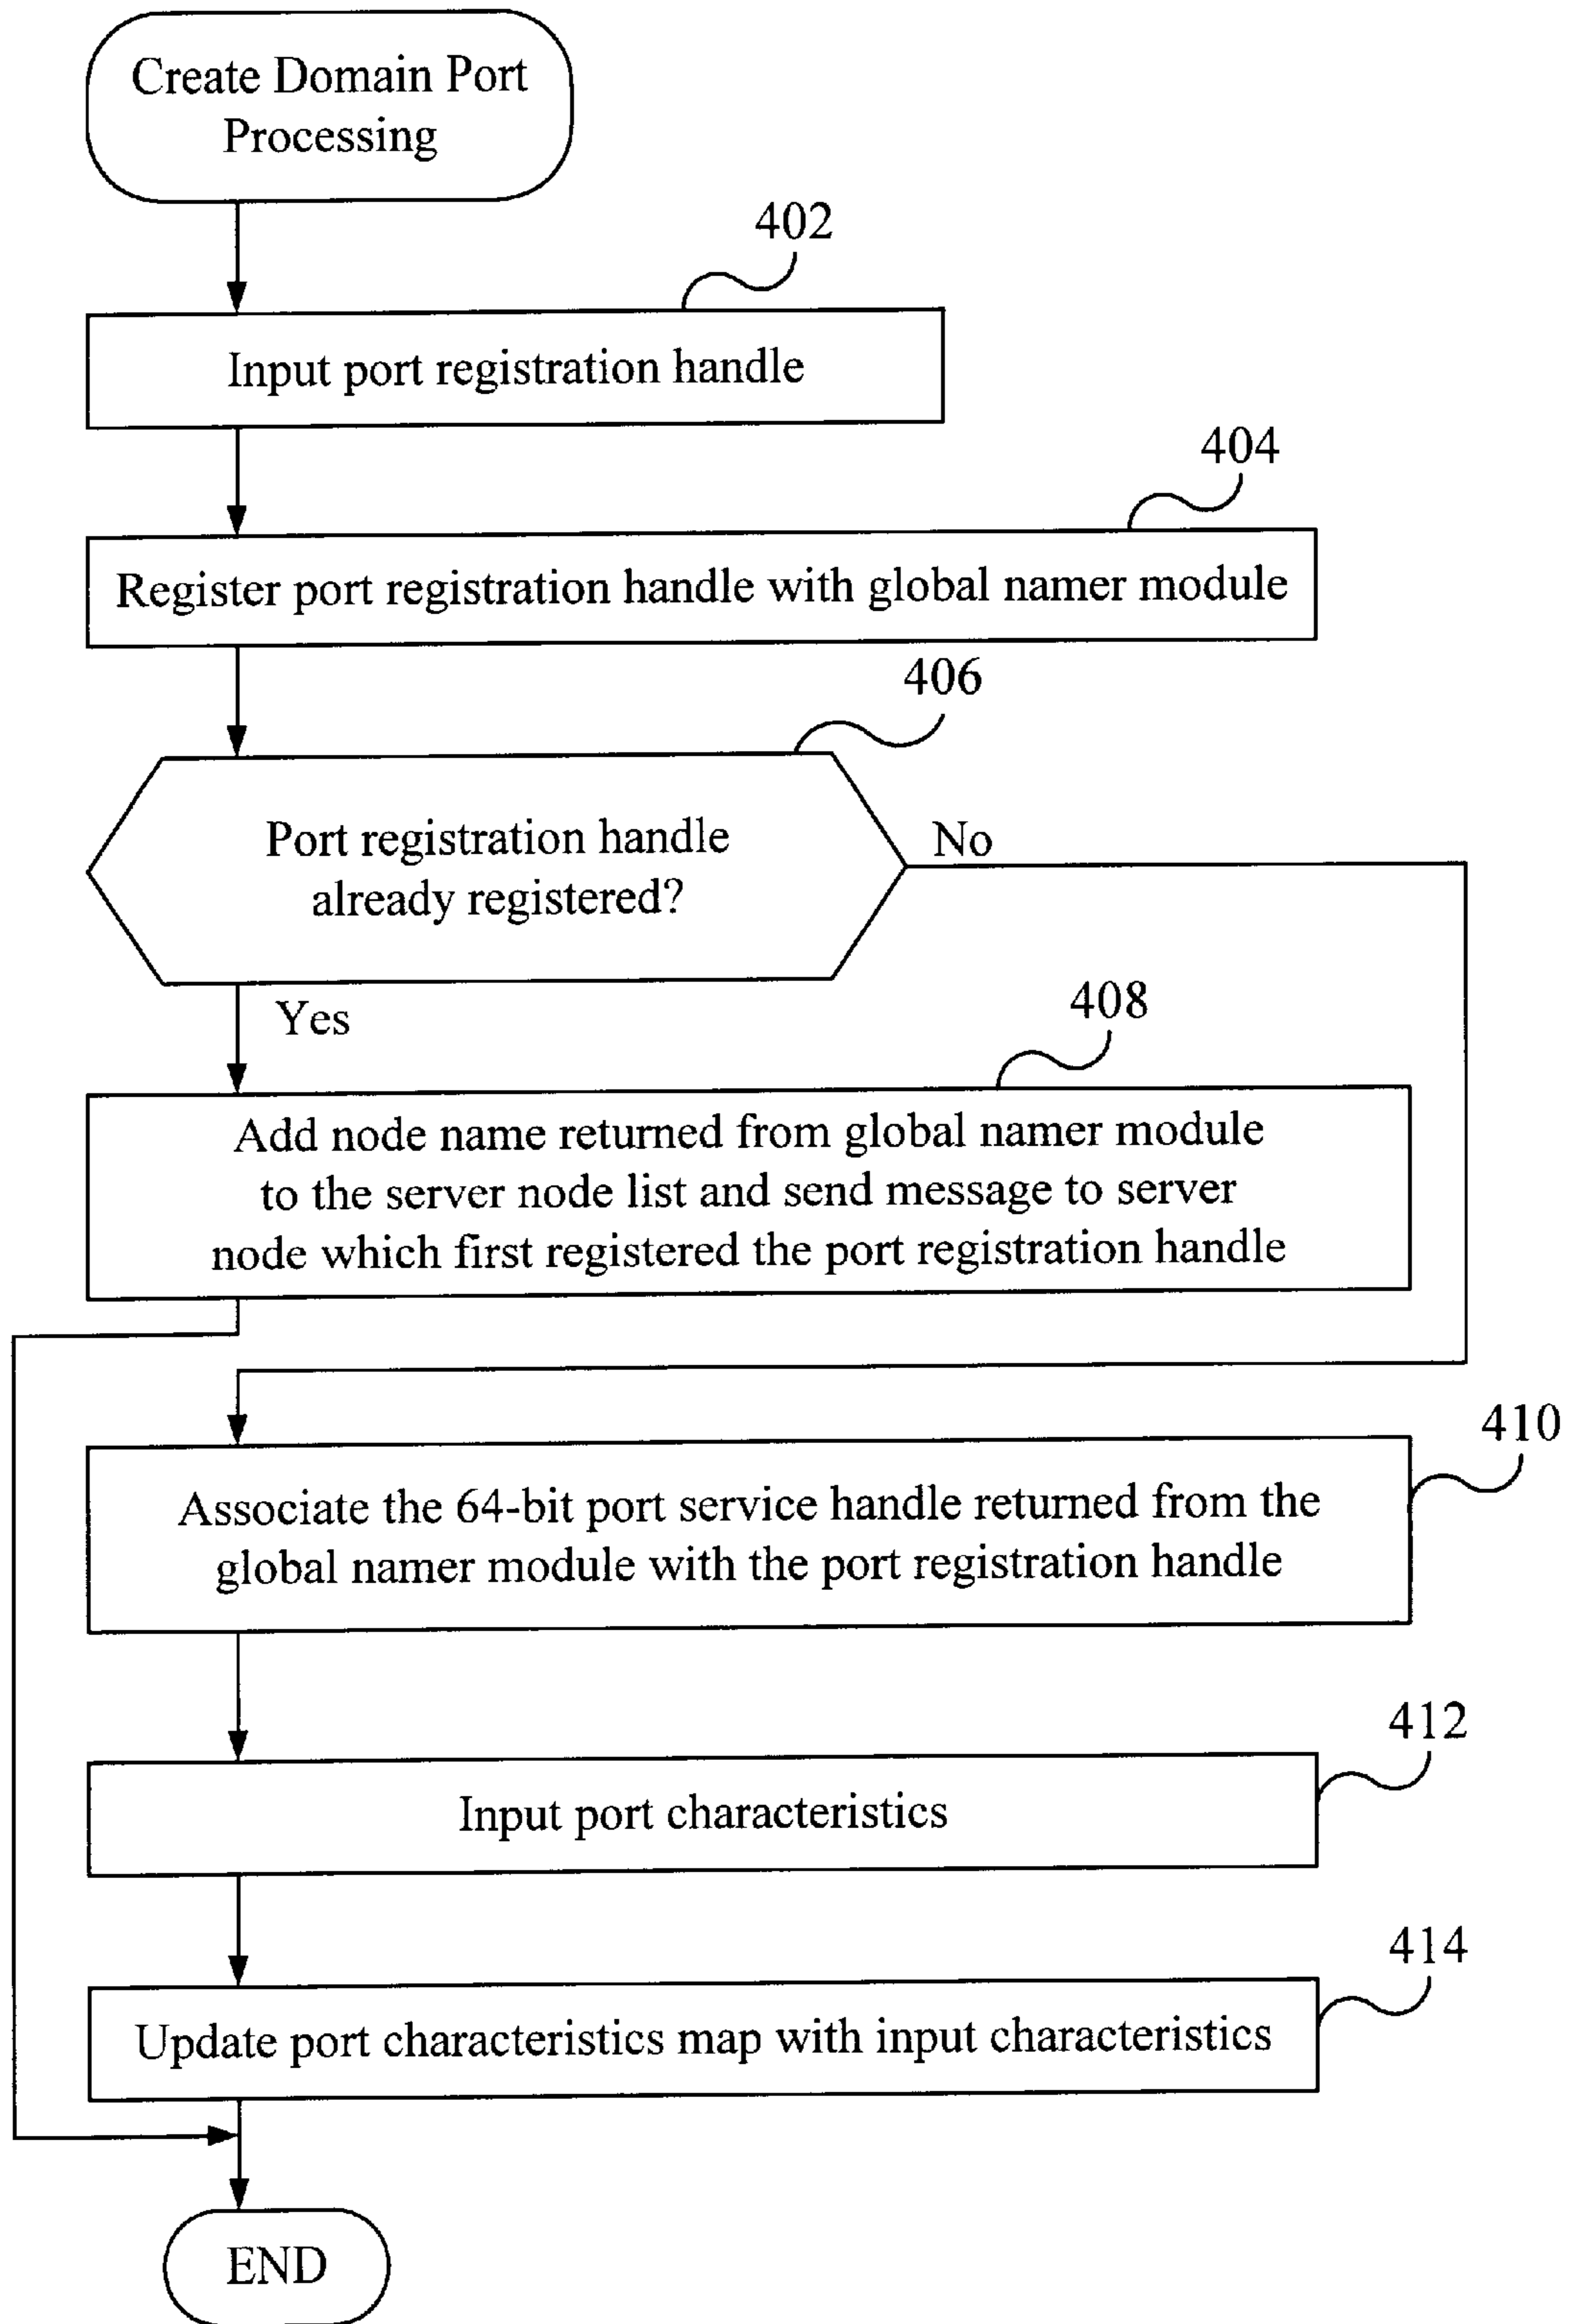 Create Domain Port
Processing
402
Input port registration handle
404
Register port registration handle with global namer module
406
Port registration handle
already registered?
No
Yes
408
Add node name returned from global namer module
to the server node list and send message to server
node which first registered the port registration handle
410
Associate the 64-bit port service handle returned from the
global namer module with the port registration handle
412
Input port characteristics
414
Update port characteristics map with input characteristics
END